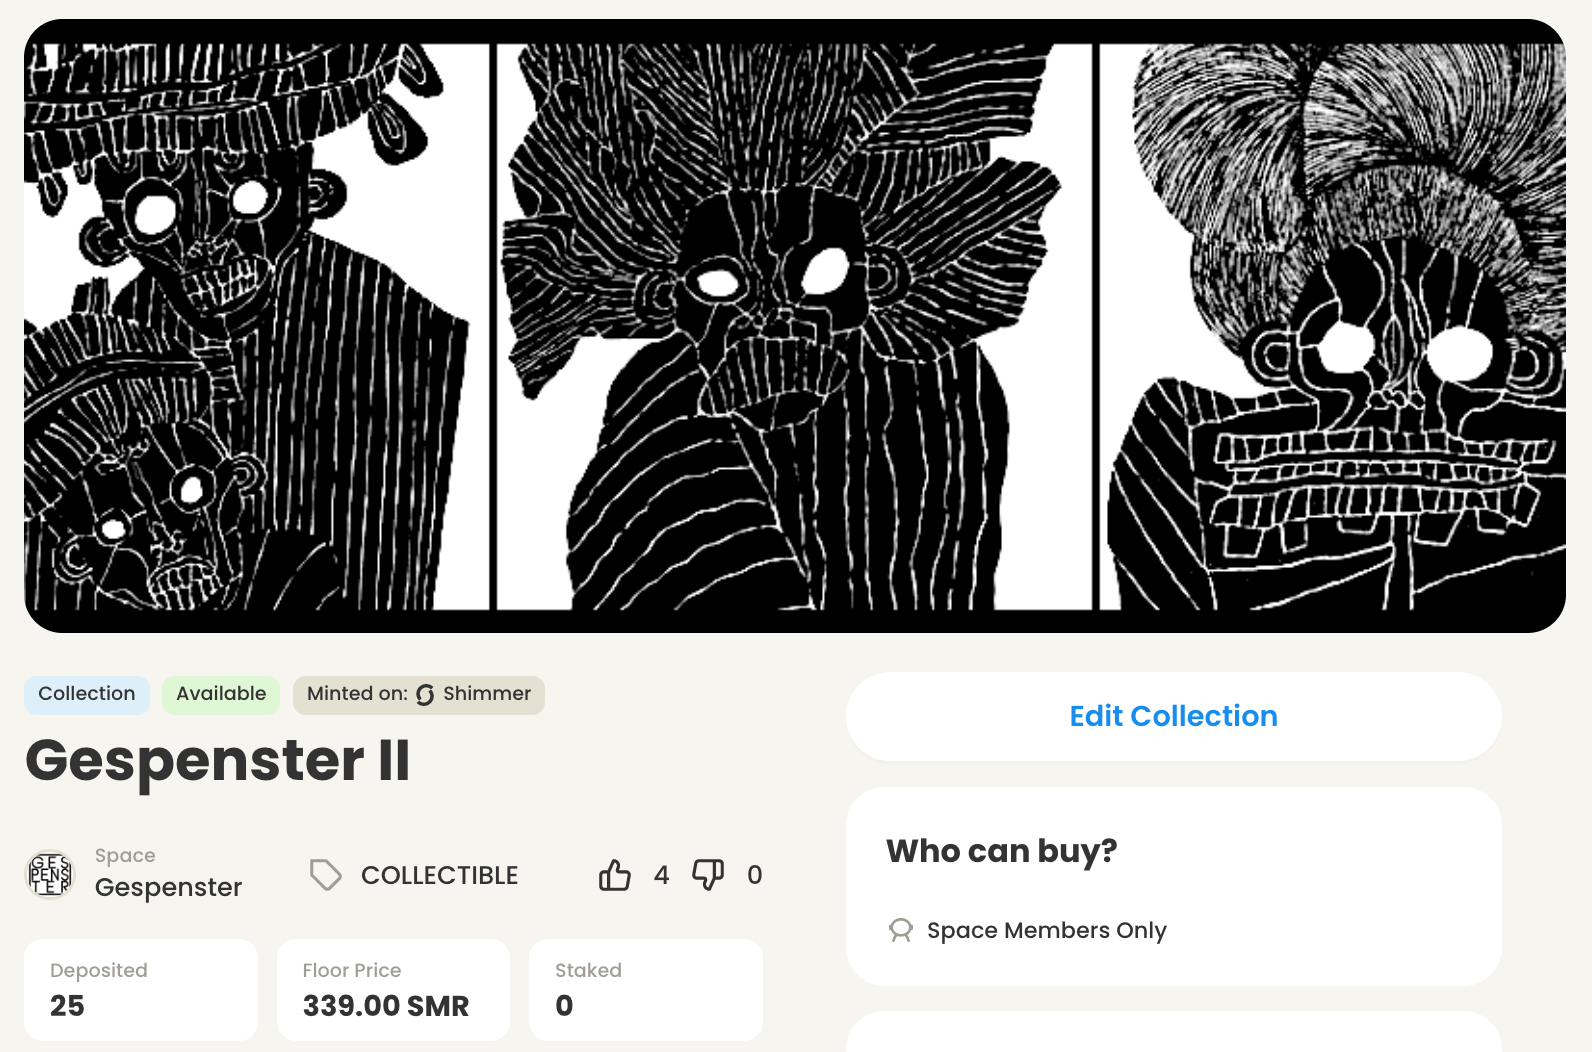 Collection
Available
Minted on: Shimmer
Gespenster II
GES
PENS
TER
Space
Gespenster
COLLECTIBLE
4
0
Deposited
25
Floor Price
339.00 SMR
Staked
0
Edit Collection
Who can buy?
Space Members Only